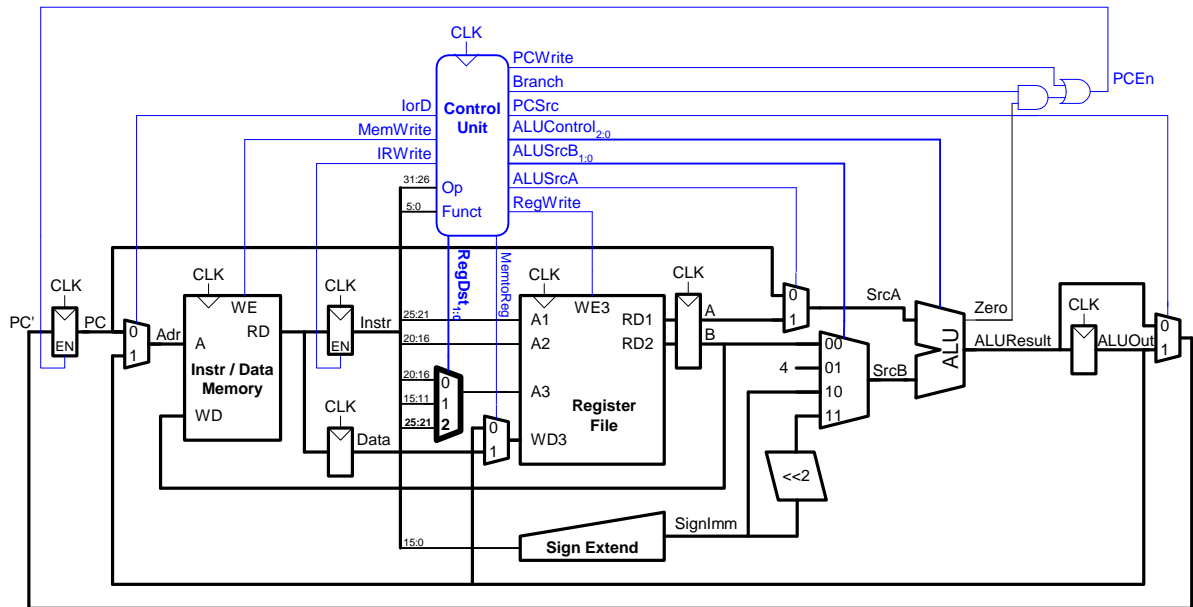 CLK
PCWrite
Branch
PCEn
IorD
Control
Unit
PCSrc
MemWrite
ALUControl2:0
IRWrite
ALUSrcB1:0
31:26
Op
ALUSrcA
5:0
Funct
RegWrite
RegDst1:0
MemtoReg
CLK
CLK
CLK
CLK
CLK
CLK
WE
WE3
0
SrcA
Zero
0
PC'
PC
0
Adr
A
RD
Instr
25:21
A1
RD1
A
1
EN
1
EN
20:16
A2
RD2
B
00
ALU
ALUResult
ALUOut
1
Instr / Data
Memory
4
01
SrcB
20:16
0
A3
10
15:11
1
Register
File
WD
25:21
2
0
11
CLK
Data
1
WD3
<<2
SignImm
15:0
Sign Extend